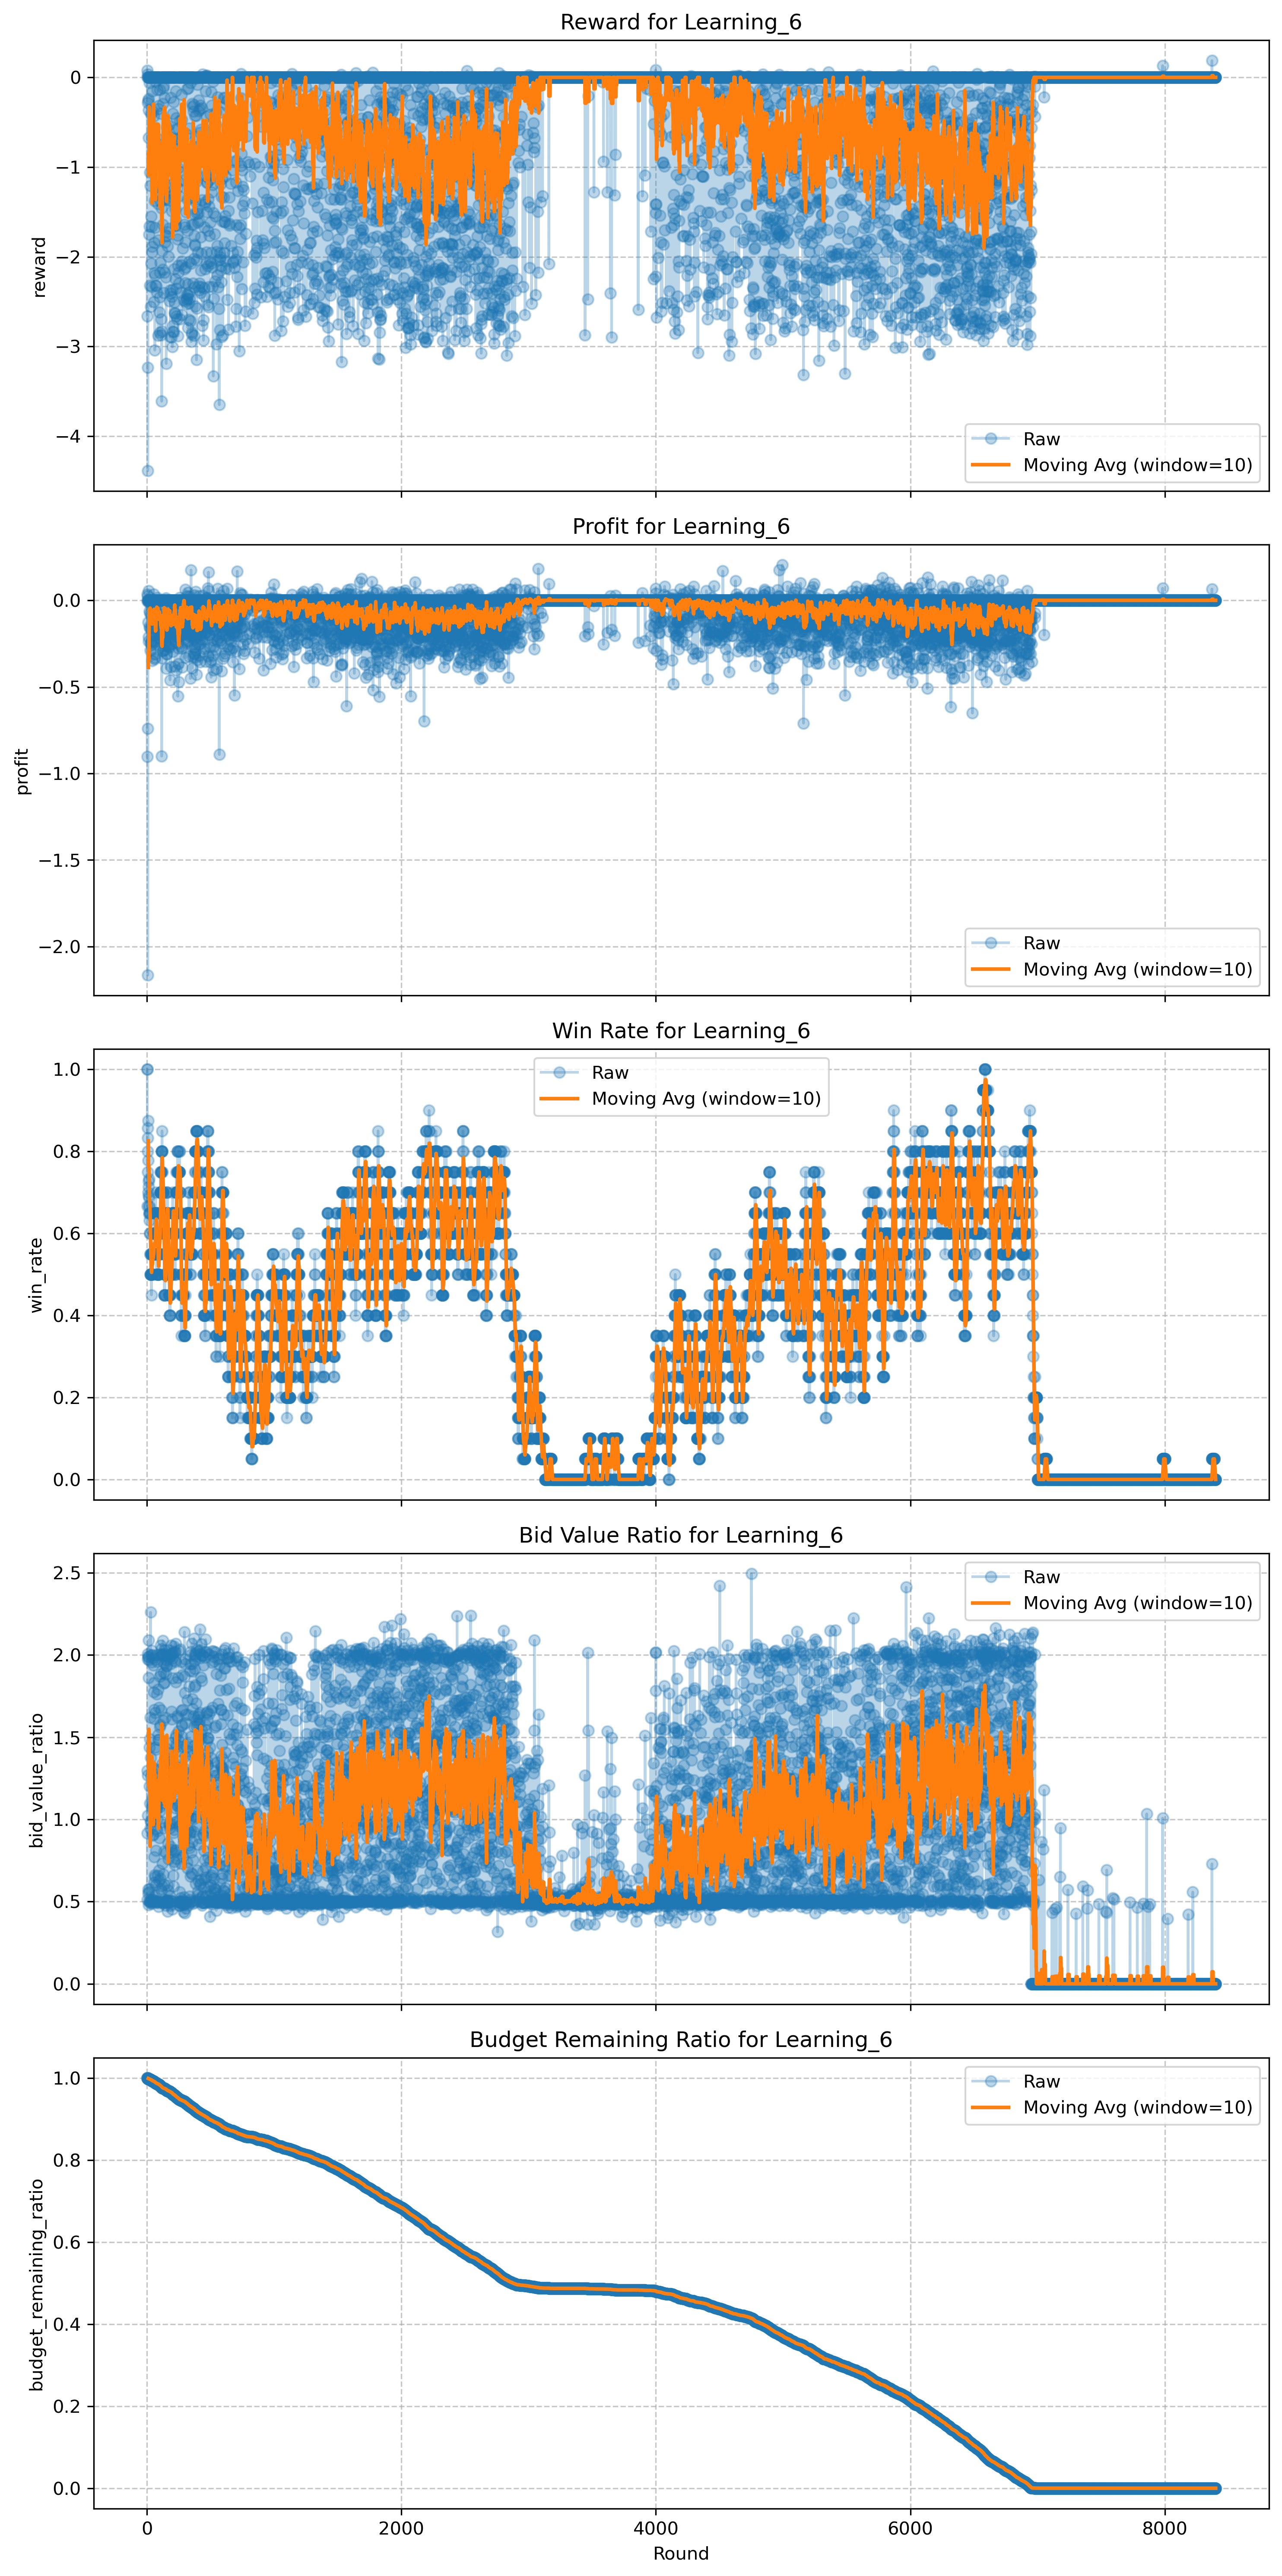 Reward for Learning_6
0
−1
−2
−3
−4
reward
Raw
Moving Avg (window=10)
Profit for Learning_6
0.0
−0.5
−1.0
−1.5
−2.0
profit
Raw
Moving Avg (window=10)
Win Rate for Learning_6
1.0
0.8
0.6
0.4
0.2
0.0
win_rate
Raw
Moving Avg (window=10)
Bid Value Ratio for Learning_6
2.5
2.0
1.5
1.0
0.5
0.0
bid_value_ratio
Raw
Moving Avg (window=10)
Budget Remaining Ratio for Learning_6
1.0
0.8
0.6
0.4
0.2
0.0
budget_remaining_ratio
Raw
Moving Avg (window=10)
0 2000 4000 6000 8000
Round